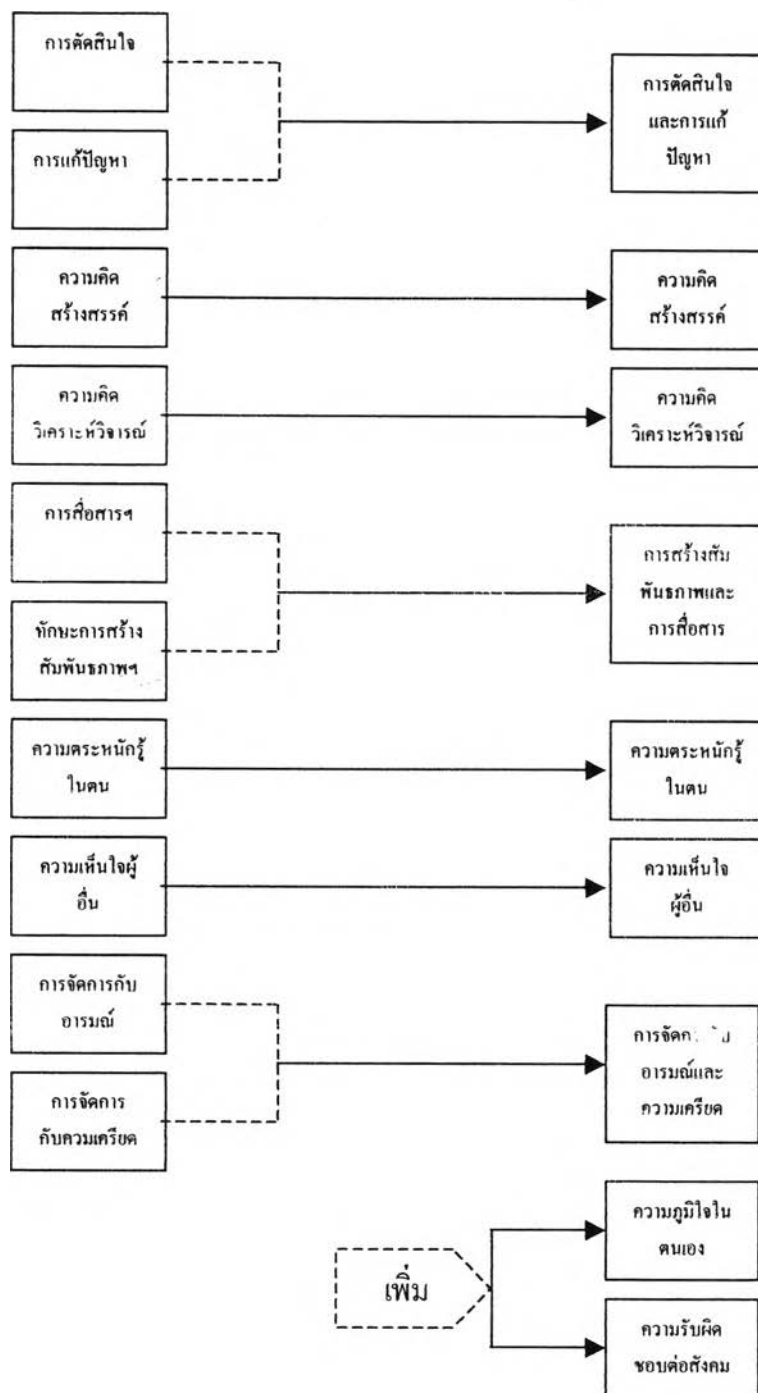 การตัดสินใจ
การแก้ปัญหา
การตัดสินใจ
และการแก้
ปัญหา
ความคิด
สร้างสรรค์
ความคิด
สร้างสรรค์
ความคิด
วิเคราะห์วิจารณ์
ความคิด
วิเคราะห์วิจารณ์
การสื่อสารฯ
ทักษะการสร้าง
สัมพันธภาพฯ
การสร้างสัม
พันธภาพและ
การสื่อสาร
ความตระหนักรู้
ในตน
ความตระหนักรู้
ในตน
ความเห็นใจผู้
อื่น
ความเห็นใจ
ผู้อื่น
การจัดการกับ
อารมณ์
การจัดการ
กับควมเครียด
อารมณ์และ
ความเครียด
เพิ่ม
ความภูมิใจใน
ตนเอง
ความรับผิด
ชอบต่อสังคม